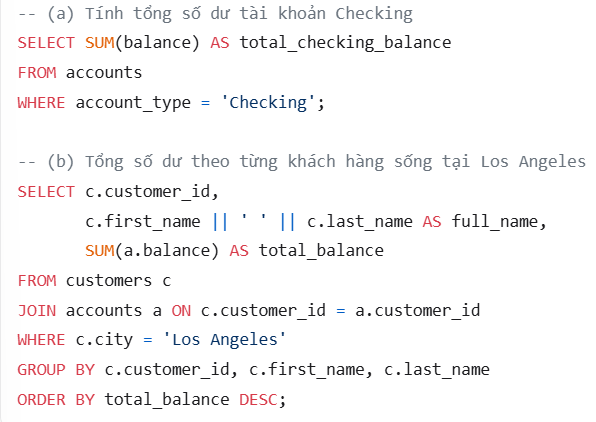 -- (a) Tính tổng số dư tài khoản Checking
SELECT SUM(balance) AS total_checking_balance
FROM accounts
WHERE account_type = 'Checking';

-- (b) Tổng số dư theo từng khách hàng sống tại Los Angeles
SELECT c.customer_id,
       c.first_name || ' ' || c.last_name AS full_name,
       SUM(a.balance) AS total_balance
FROM customers c
JOIN accounts a ON c.customer_id = a.customer_id
WHERE c.city = 'Los Angeles'
GROUP BY c.customer_id, c.first_name, c.last_name
ORDER BY total_balance DESC;